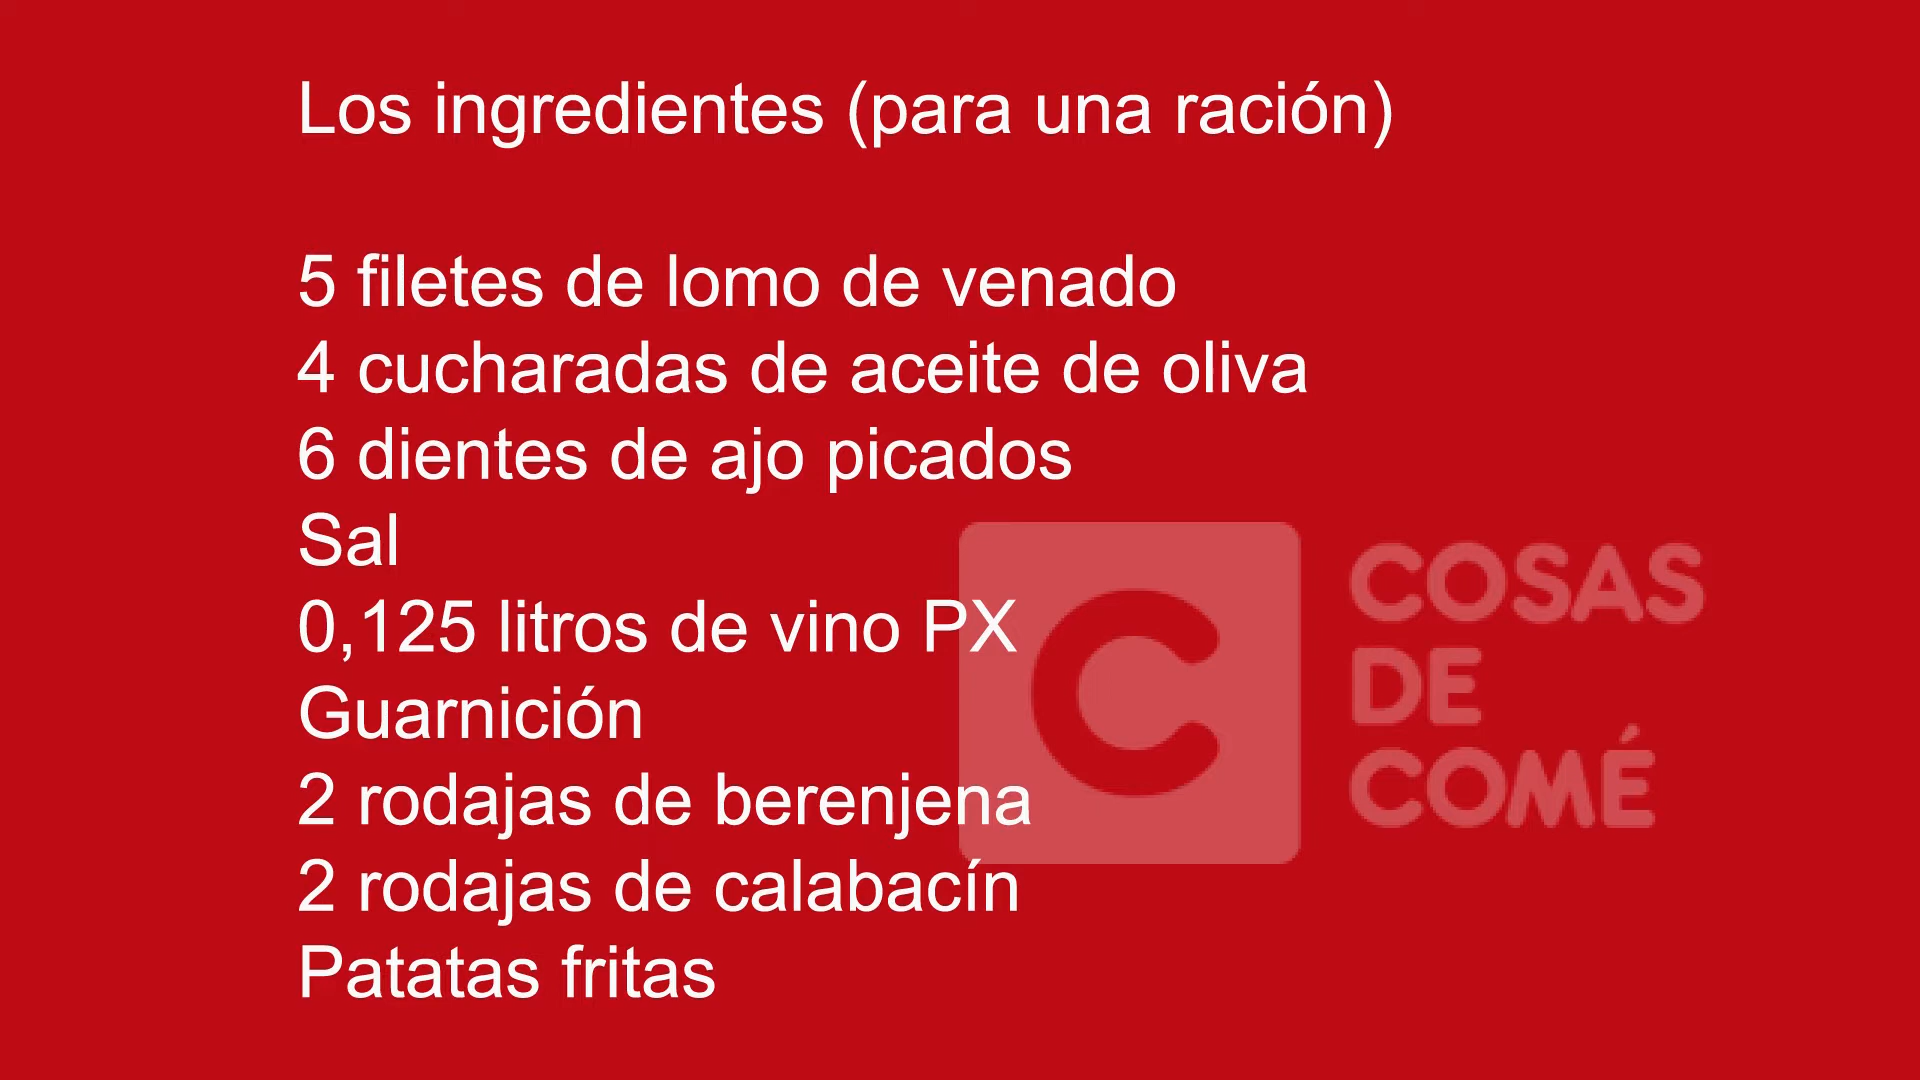 Los ingredientes (para una ración)
5 filetes de lomo de venado
4 cucharadas de aceite de oliva
6 dientes de ajo picados
Sal
0,125 litros de vino PX
Guarnición
2 rodajas de berenjena
2 rodajas de calabacín
Patatas fritas
C
COSAS
DE
COMÉ